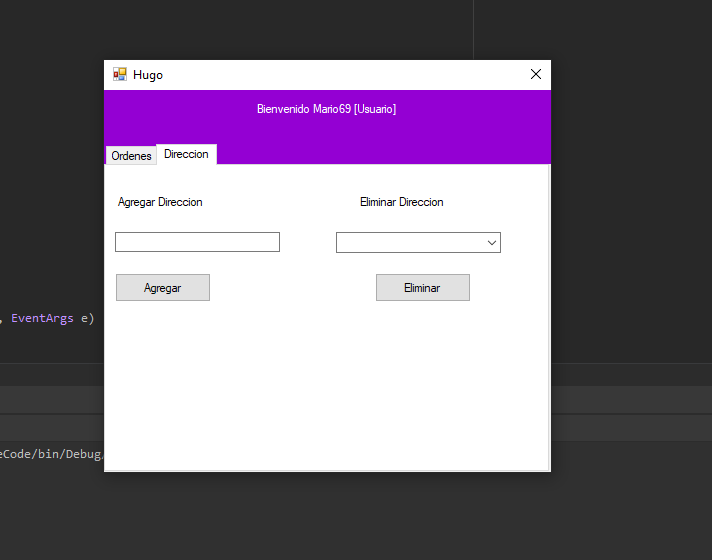 Hugo
Bienvenido Mario69 [Usuario]
Ordenes
Direccion
Agregar Direccion
Eliminar Direccion
Agregar
Eliminar
, EventArgs e)
eCode/bin/Debug/